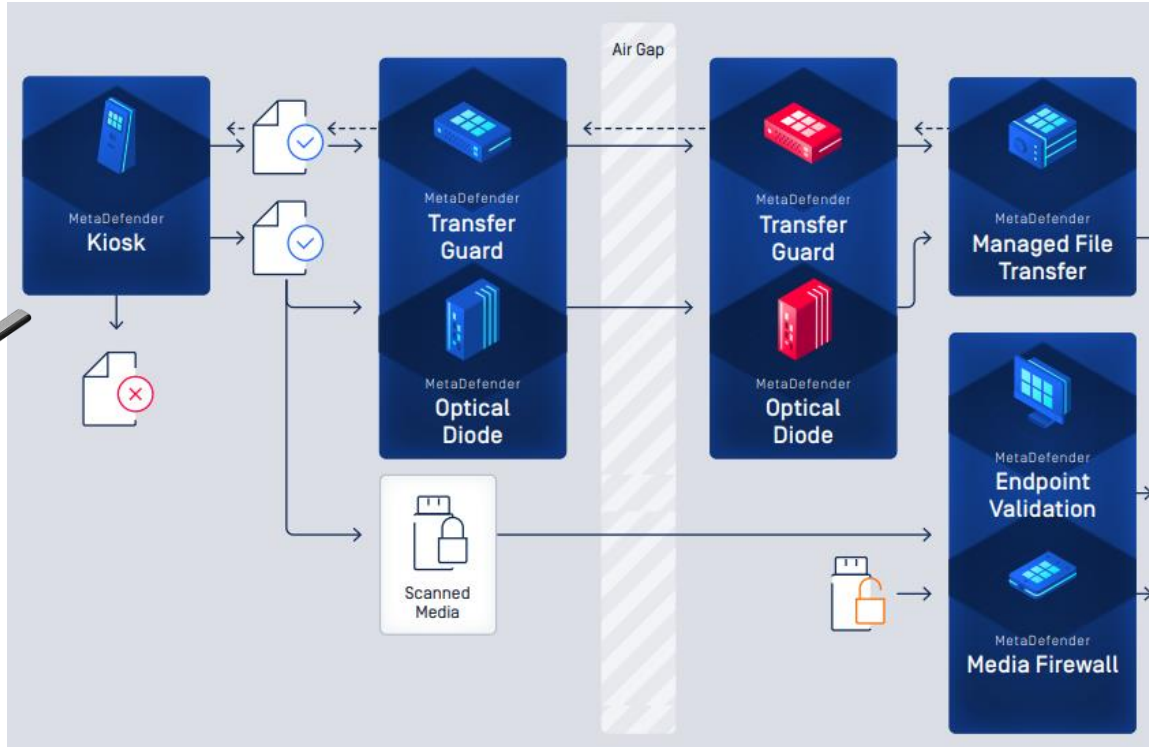 Air Gap
MetaDefender
Kiosk
MetaDefender
Transfer
Guard
MetaDefender
Optical
Diode
MetaDefender
Transfer
Guard
MetaDefender
Optical
Diode
MetaDefender
Managed File
Transfer
Scanned
Media
MetaDefender
Endpoint
Validation
MetaDefender
Media Firewall